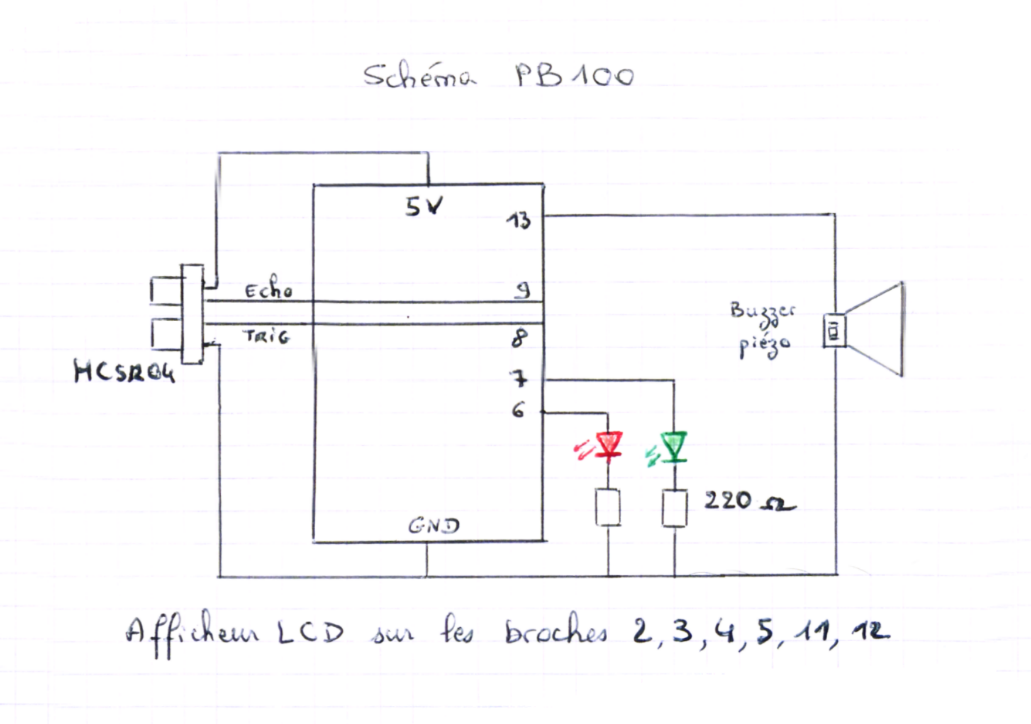 Schéma PB100
5V
13
Echo
9
TRiG
8
HCSR04
7
6
Buzzer
piézo
220 Ω
GND
Afficheur LCD sur les broches 2, 3, 4, 5, 11, 12